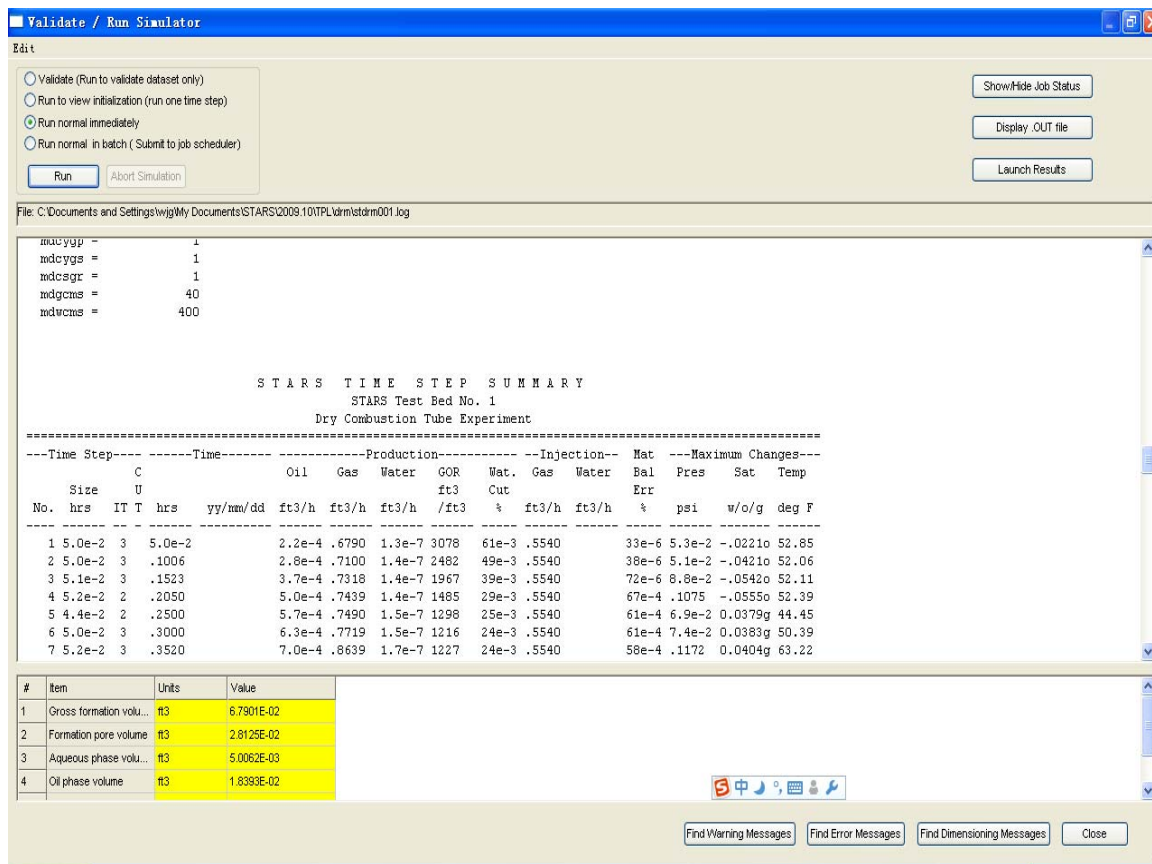 Validate / Run Simulator
Edit
Validate (Run to validate dataset only)
Run to view initialization (run one time step)
Run normal immediately
Run normal in batch ( Submit to job scheduler)
Run
Abort Simulation
Show/Hide Job Status
Display .OUT file
Launch Results
File: C:\Documents and Settings\wjg\My Documents\STARS\2009.10\TPL\drm\stdrm001.log
mdcygp = 1
mdcygs = 1
mdcsgr = 1
mdgcms = 40
mdwcms = 400
S T A R S T I M E S T E P S U M M A R Y
STARS Test Bed No. 1
Dry Combustion Tube Experiment
---Time Step---- ------Time------- ------------Production----------- --Injection-- Mat ---Maximum Changes---
C Oil Gas Water GOR Wat. Gas Water Bal Pres Sat Temp
Size U ft3 Cut Err
No. hrs IT T hrs yy/mm/dd ft3/h ft3/h ft3/h /ft3 % ft3/h ft3/h % psi w/o/g deg F
1 5.0e-2 3 5.0e-2 2.2e-4 .6790 1.3e-7 3078 61e-3 .5540 33e-6 5.3e-2 -.0221o 52.85
2 5.0e-2 3 .1006 2.8e-4 .7100 1.4e-7 2482 49e-3 .5540 38e-6 5.1e-2 -.0421o 52.06
3 5.1e-2 3 .1523 3.7e-4 .7318 1.4e-7 1967 39e-3 .5540 72e-6 8.8e-2 -.0542o 52.11
4 5.2e-2 2 .2050 5.0e-4 .7439 1.4e-7 1485 29e-3 .5540 67e-4 .1075 -.0555o 52.39
5 4.4e-2 2 .2500 5.7e-4 .7490 1.5e-7 1298 25e-3 .5540 61e-4 6.9e-2 0.0379g 44.45
6 5.0e-2 3 .3000 6.3e-4 .7719 1.5e-7 1216 24e-3 .5540 61e-4 7.4e-2 0.0383g 50.39
7 5.2e-2 3 .3520 7.0e-4 .8639 1.7e-7 1227 24e-3 .5540 58e-4 .1172 0.0404g 63.22
# Item Units Value
1 Gross formation volu... ft3 6.7901E-02
2 Formation pore volume ft3 2.8125E-02
3 Aqueous phase volu... ft3 5.0062E-03
4 Oil phase volume ft3 1.8393E-02
中
Find Warning Messages
Find Error Messages
Find Dimensioning Messages
Close